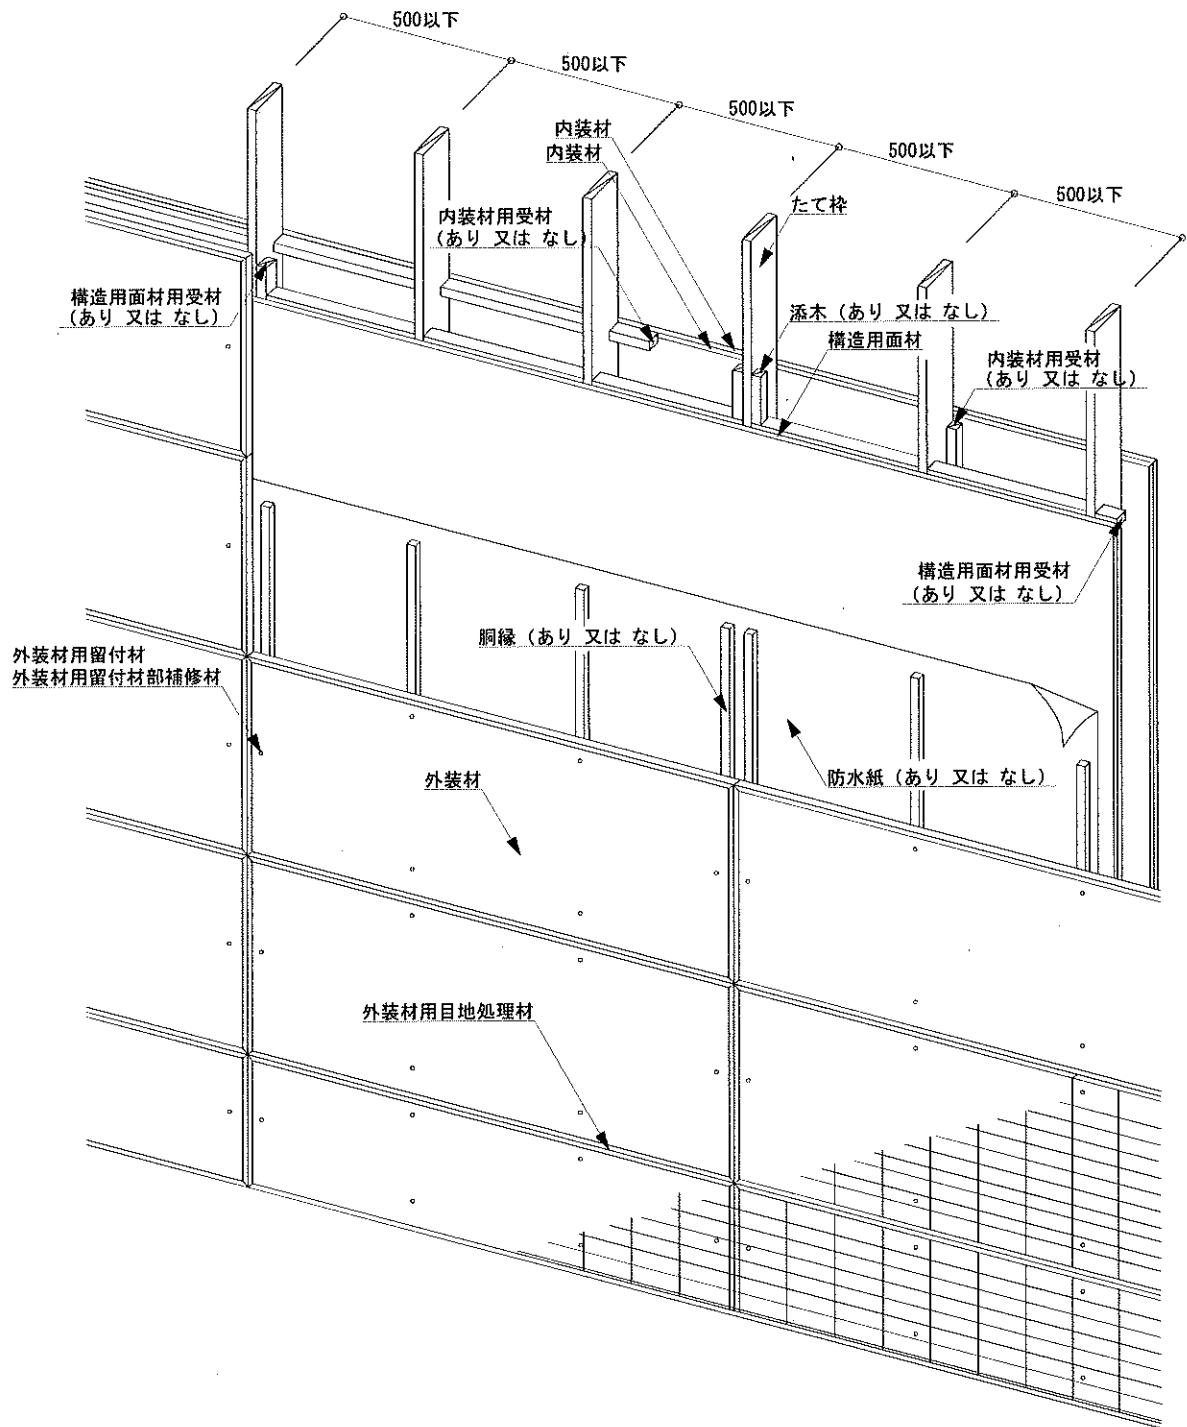 500以下
500以下
500以下
500以下
500以下
内装材
内装材
たて枠
内装材用受材
(あり 又は なし)
構造用面材用受材
(あり 又は なし)
添木 (あり 又は なし)
構造用面材
内装材用受材
(あり 又は なし)
構造用面材用受材
(あり 又は なし)
胴縁 (あり 又は なし)
外装材用留付材
外装材用留付材部補修材
外装材
防水紙 (あり 又は なし)
外装材用目地処理材